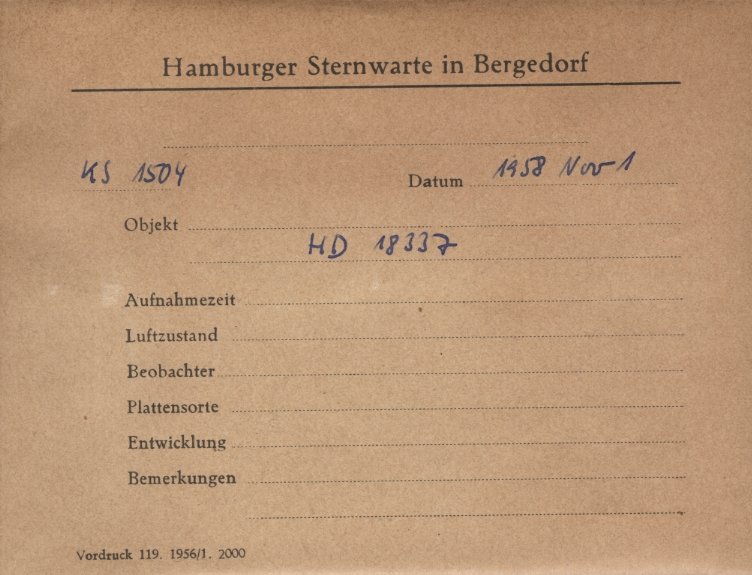 Hamburger Sternwarte in Bergedorf
KS 1504 Datum 1958 Nov 1
Objekt
HD 18337
Aufnahmezeit
Luftzustand
Beobachter
Plattensorte
Entwicklung
Bemerkungen
Vordruck 119. 1956/1. 2000